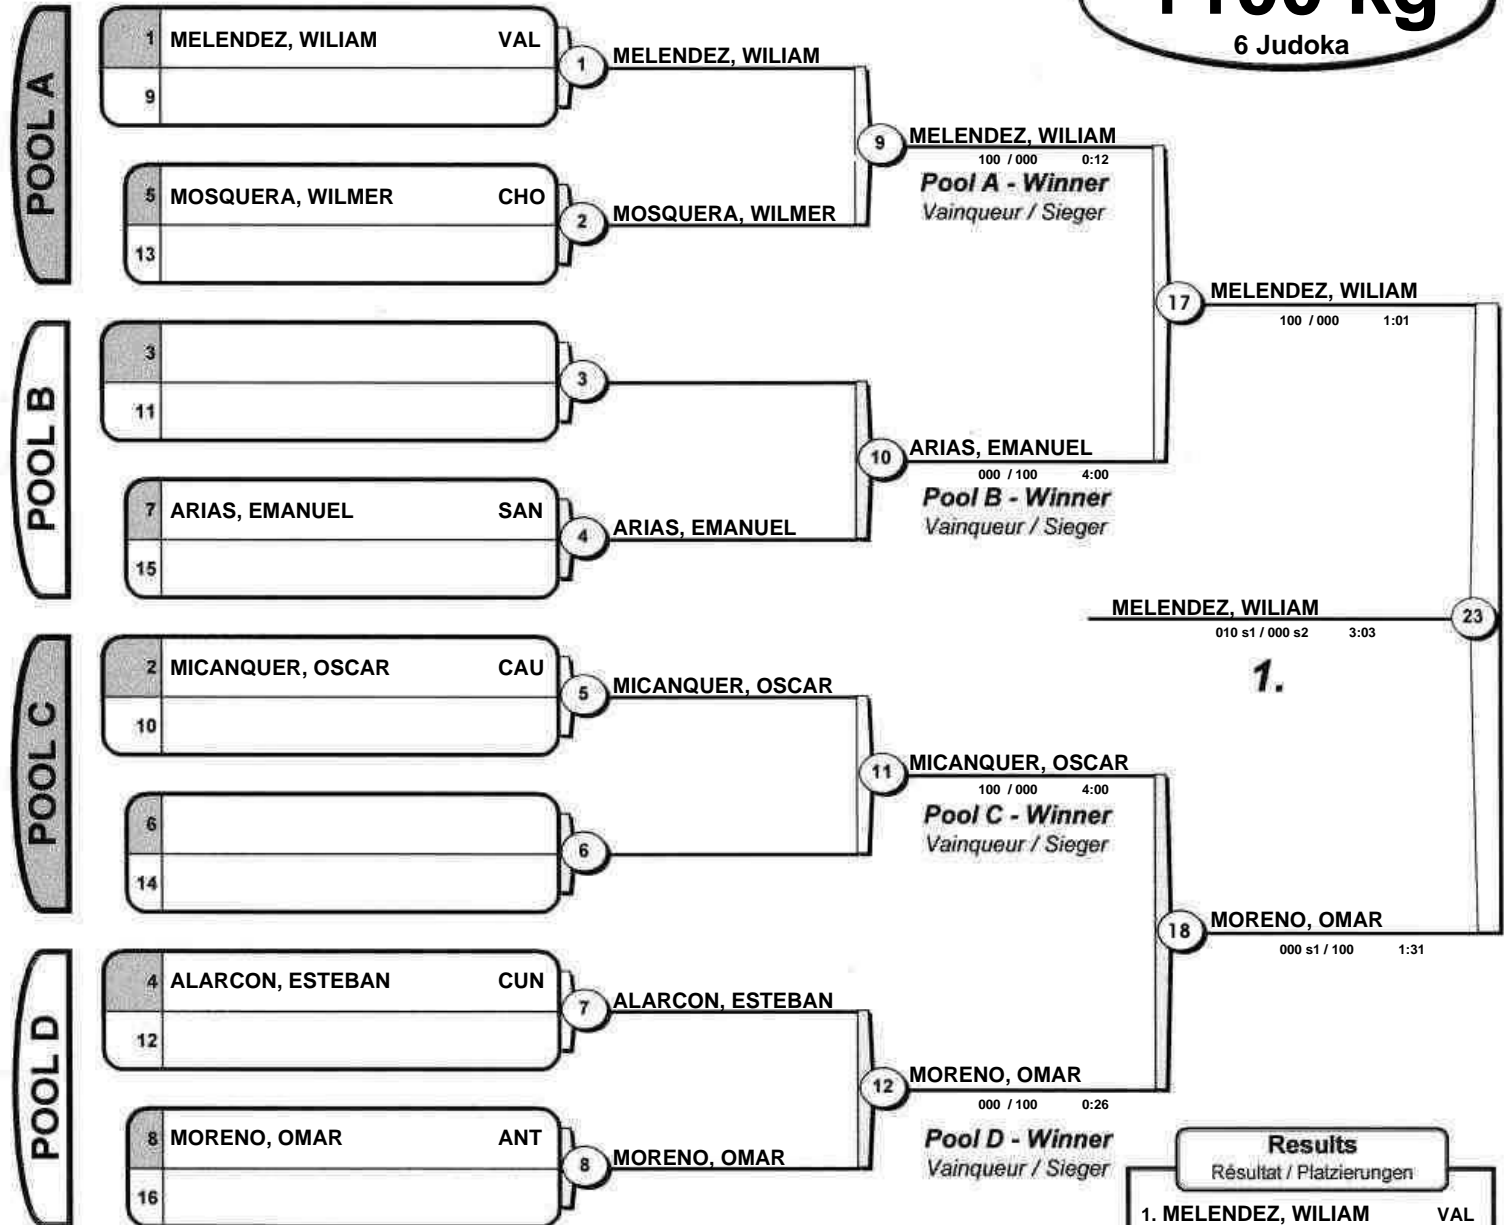 +100 kg
6 Judoka
POOL A
1 MELENDEZ, WILIAM VAL
9
1 MELENDEZ, WILIAM
5 MOSQUERA, WILMER CHO
13
2 MOSQUERA, WILMER
9 MELENDEZ, WILIAM
100 / 000 0:12
Pool A - Winner
Vainqueur / Sieger
POOL B
3
11
3
7 ARIAS, EMANUEL SAN
15
4 ARIAS, EMANUEL
10 ARIAS, EMANUEL
000 / 100 4:00
Pool B - Winner
Vainqueur / Sieger
17 MELENDEZ, WILIAM
100 / 000 1:01
MELENDEZ, WILIAM 23
010 s1 / 000 s2 3:03
1.
POOL C
2 MICANQUER, OSCAR CAU
10
5 MICANQUER, OSCAR
6
14
6
11 MICANQUER, OSCAR
100 / 000 4:00
Pool C - Winner
Vainqueur / Sieger
18 MORENO, OMAR
000 s1 / 100 1:31
POOL D
4 ALARCON, ESTEBAN CUN
12
7 ALARCON, ESTEBAN
8 MORENO, OMAR ANT
16
8 MORENO, OMAR
12 MORENO, OMAR
000 / 100 0:26
Pool D - Winner
Vainqueur / Sieger
Results
Résultat / Platzierungen
1. MELENDEZ, WILIAM VAL